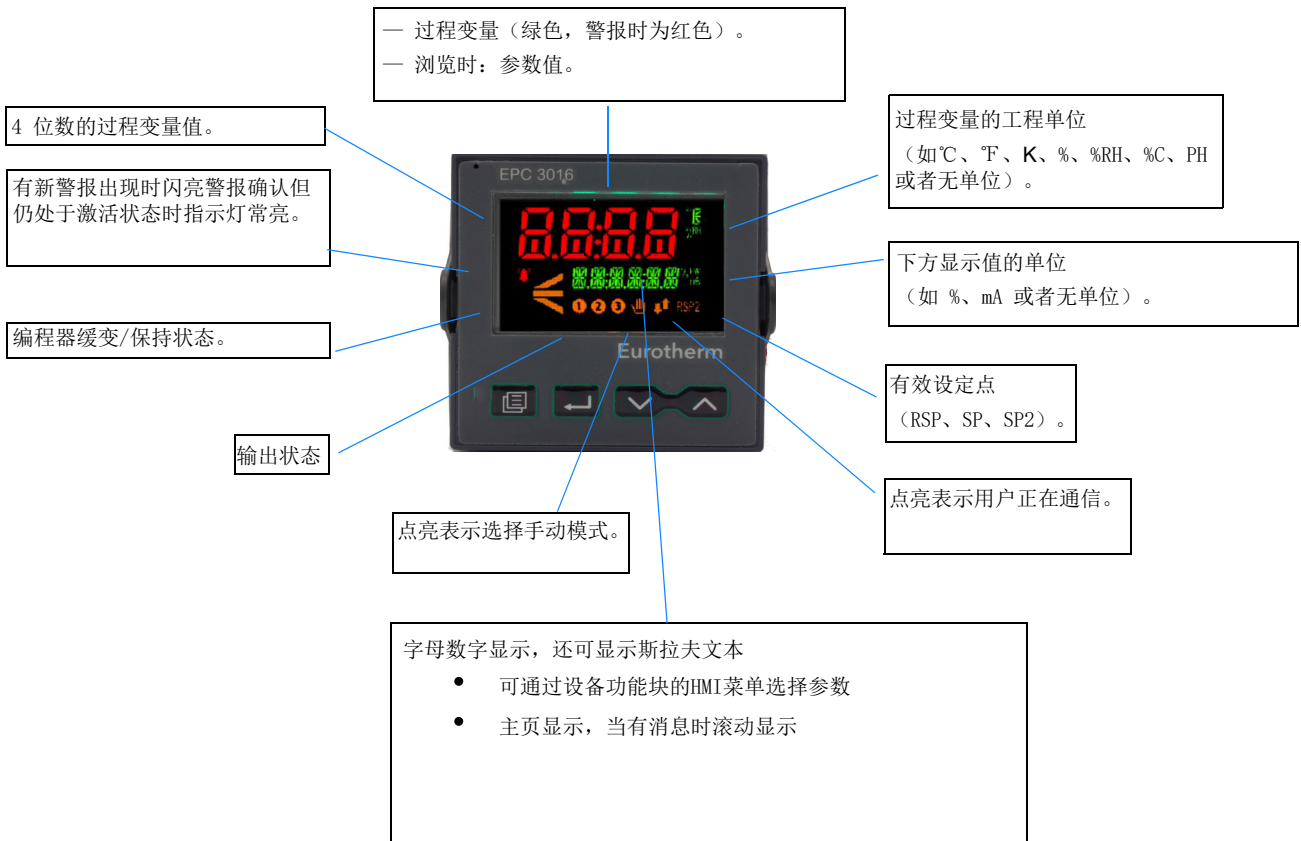 — 过程变量（绿色，警报时为红色）。
— 浏览时：参数值。
4 位数的过程变量值。
有新警报出现时闪亮警报确认但
仍处于激活状态时指示灯常亮。
编程器缓变/保持状态。
输出状态
过程变量的工程单位
（如℃、℉、K、%、%RH、%C、PH
或者无单位）。
下方显示值的单位
（如 %、mA 或者无单位）。
有效设定点
（RSP、SP、SP2）。
点亮表示用户正在通信。
点亮表示选择手动模式。
EPC 3016
88:88
%RH
1 2 3
RSP2
Eurotherm
字母数字显示，还可显示斯拉夫文本
• 可通过设备功能块的HMI菜单选择参数
• 主页显示，当有消息时滚动显示